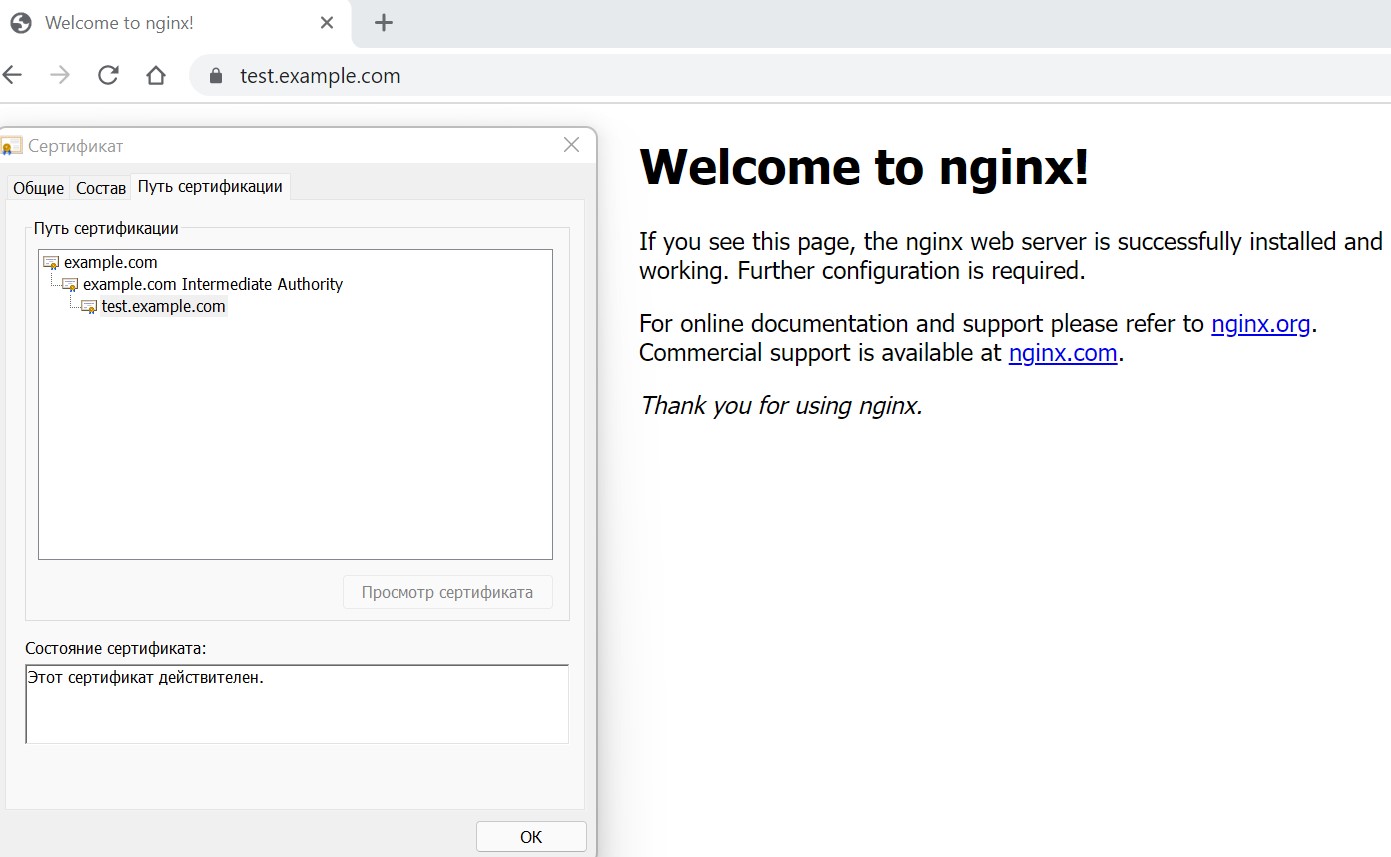 Welcome to nginx!
test.example.com
Сертификат
Общие
Состав
Путь сертификации
Путь сертификации
example.com
example.com Intermediate Authority
test.example.com
Просмотр сертификата
Состояние сертификата:
Этот сертификат действителен.
OK
Welcome to nginx!
If you see this page, the nginx web server is successfully installed and
working. Further configuration is required.
For online documentation and support please refer to nginx.org.
Commercial support is available at nginx.com.
Thank you for using nginx.